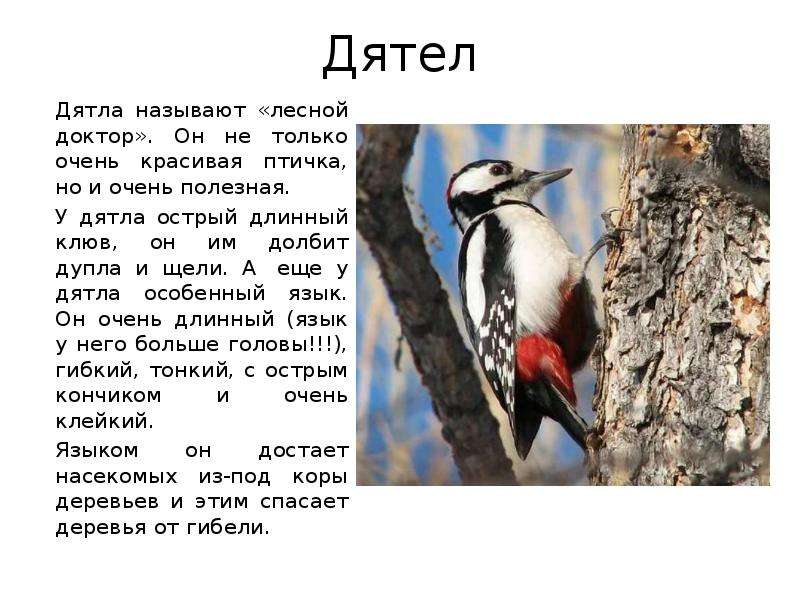 Дятел
Дятла называют «лесной
доктор». Он не только
очень красивая птичка,
но и очень полезная.
У дятла острый длинный
клюв, он им долбит
дупла и щели. А еще у
дятла особенный язык.
Он очень длинный (язык
у него больше головы!!!),
гибкий, тонкий, с острым
кончиком и очень
клейкий.
Языком он достает
насекомых из-под коры
деревьев и этим спасает
деревья от гибели.